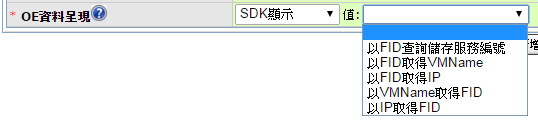 * OE資料呈現 SDK顯示 值:
以FID查詢儲存服務編號
以FID取得VMName
以FID取得IP
以VMName取得FID
以IP取得FID